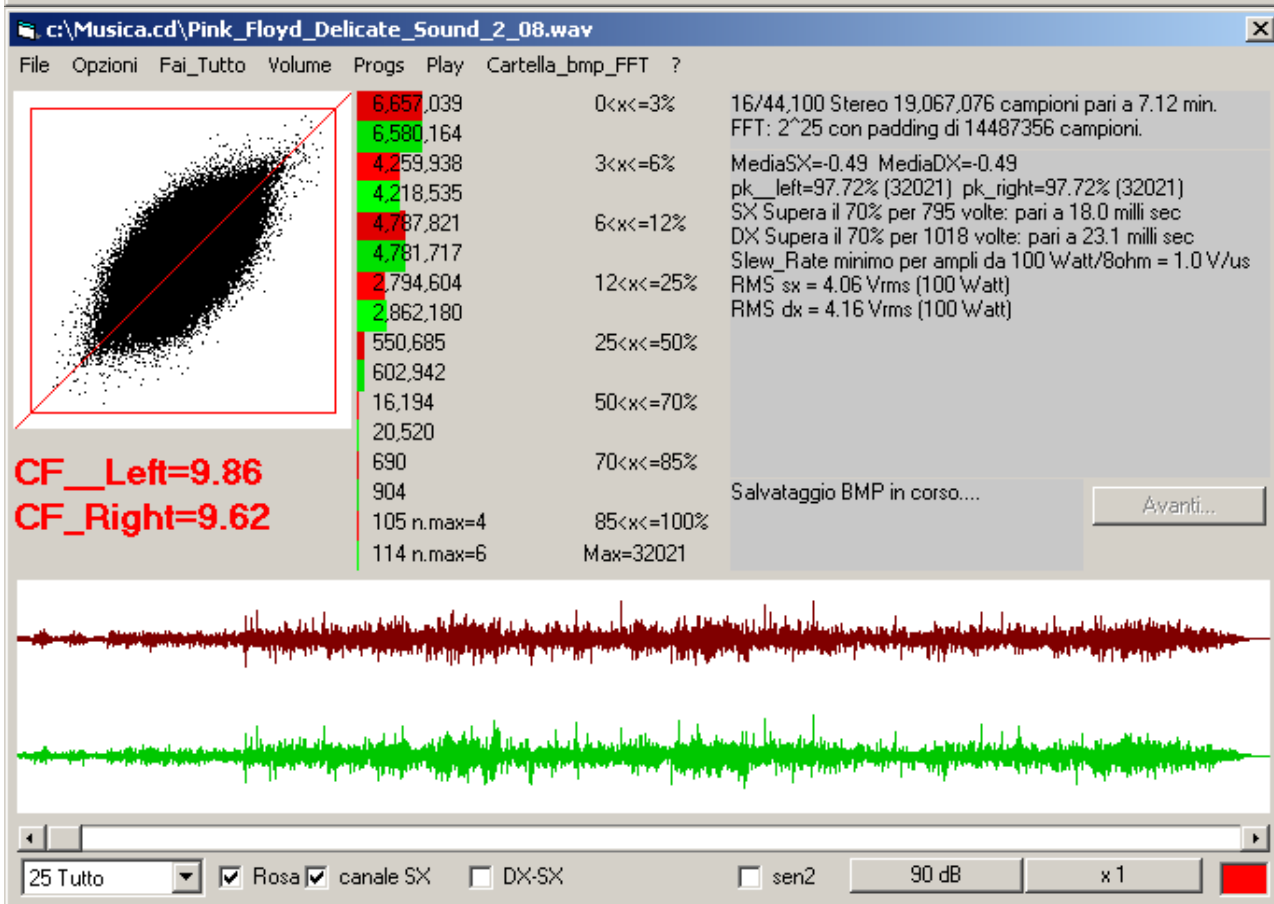 c:\Musica.cd\Pink_Floyd_Delicate_Sound_2_08.wav
File Opzioni Fai_Tutto Volume Progs Play Cartella_bmp_FFT ?
6,657,039 0<x<=3%
6,580,164
4,259,938 3<x<=6%
4,218,535
4,787,821 6<x<=12%
4,781,717
2,794,604 12<x<=25%
2,862,180
550,685 25<x<=50%
602,942
16,194 50<x<=70%
20,520
690 70<x<=85%
904
105 n.max=4 85<x<=100%
114 n.max=6 Max=32021
16/44,100 Stereo 19,067,076 campioni pari a 7.12 min.
FFT: 2^25 con padding di 14487356 campioni.
MediaSX=-0.49 MediaDX=-0.49
pk__left=97.72% (32021) pk_right=97.72% (32021)
SX Supera il 70% per 795 volte: pari a 18.0 milli sec
DX Supera il 70% per 1018 volte: pari a 23.1 milli sec
Slew_Rate minimo per ampli da 100 Watt/8ohm = 1.0 V/us
RMS sx = 4.06 Vrms (100 Watt)
RMS dx = 4.16 Vrms (100 Watt)
CF__Left=9.86
CF_Right=9.62
Salvataggio BMP in corso....
Avanti...
25 Tutto Rosa canale SX DX-SX sen2 90 dB x 1